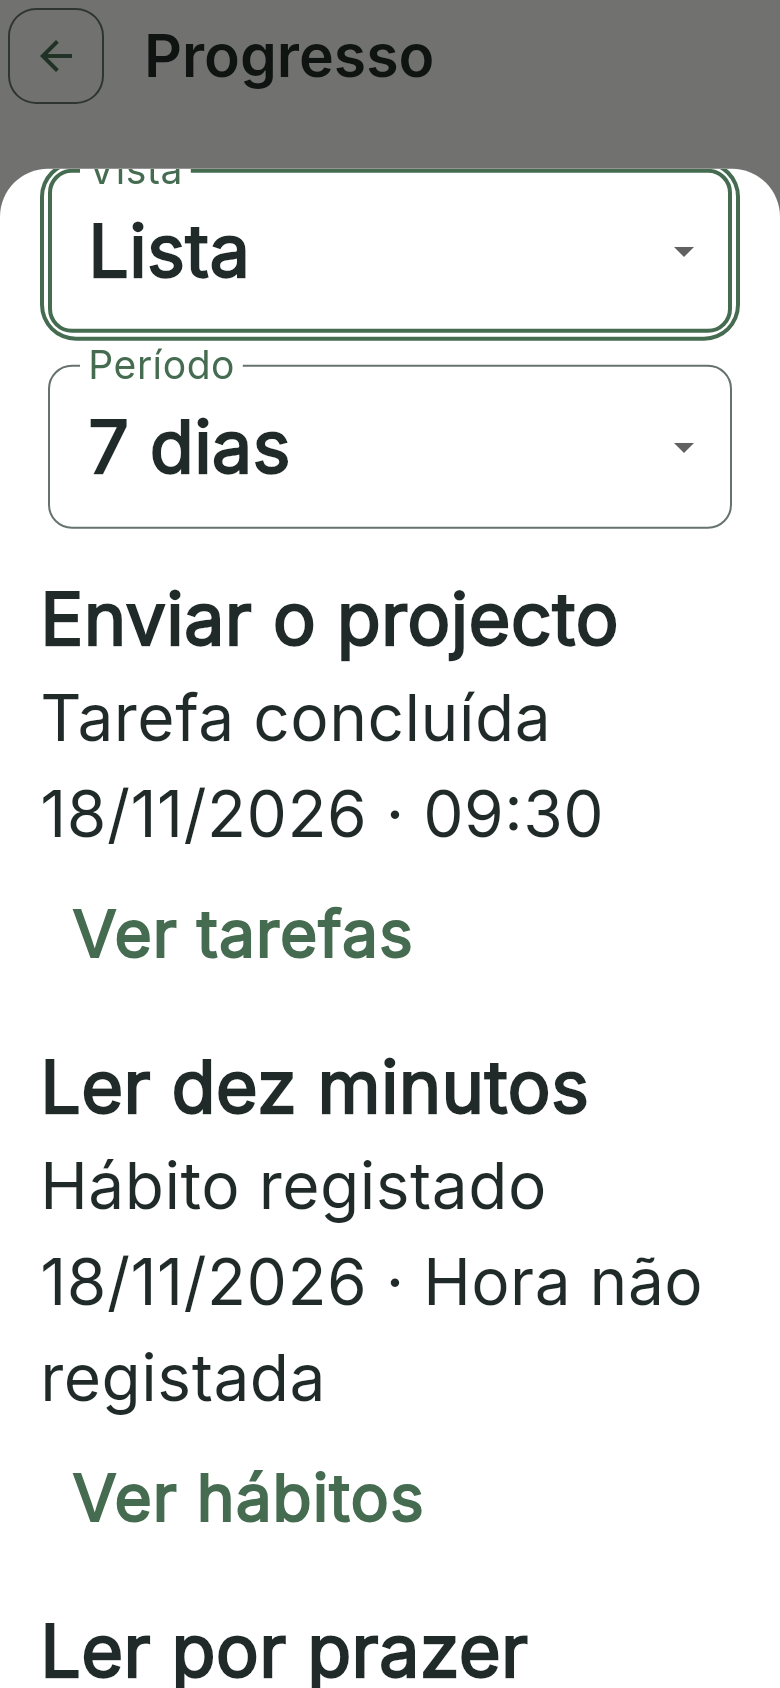 Progresso
Vista
Lista
Período
7 dias
Enviar o projecto
Tarefa concluída
18/11/2026 · 09:30
Ver tarefas
Ler dez minutos
Hábito registado
18/11/2026 · Hora não
registada
Ver hábitos
Ler por prazer